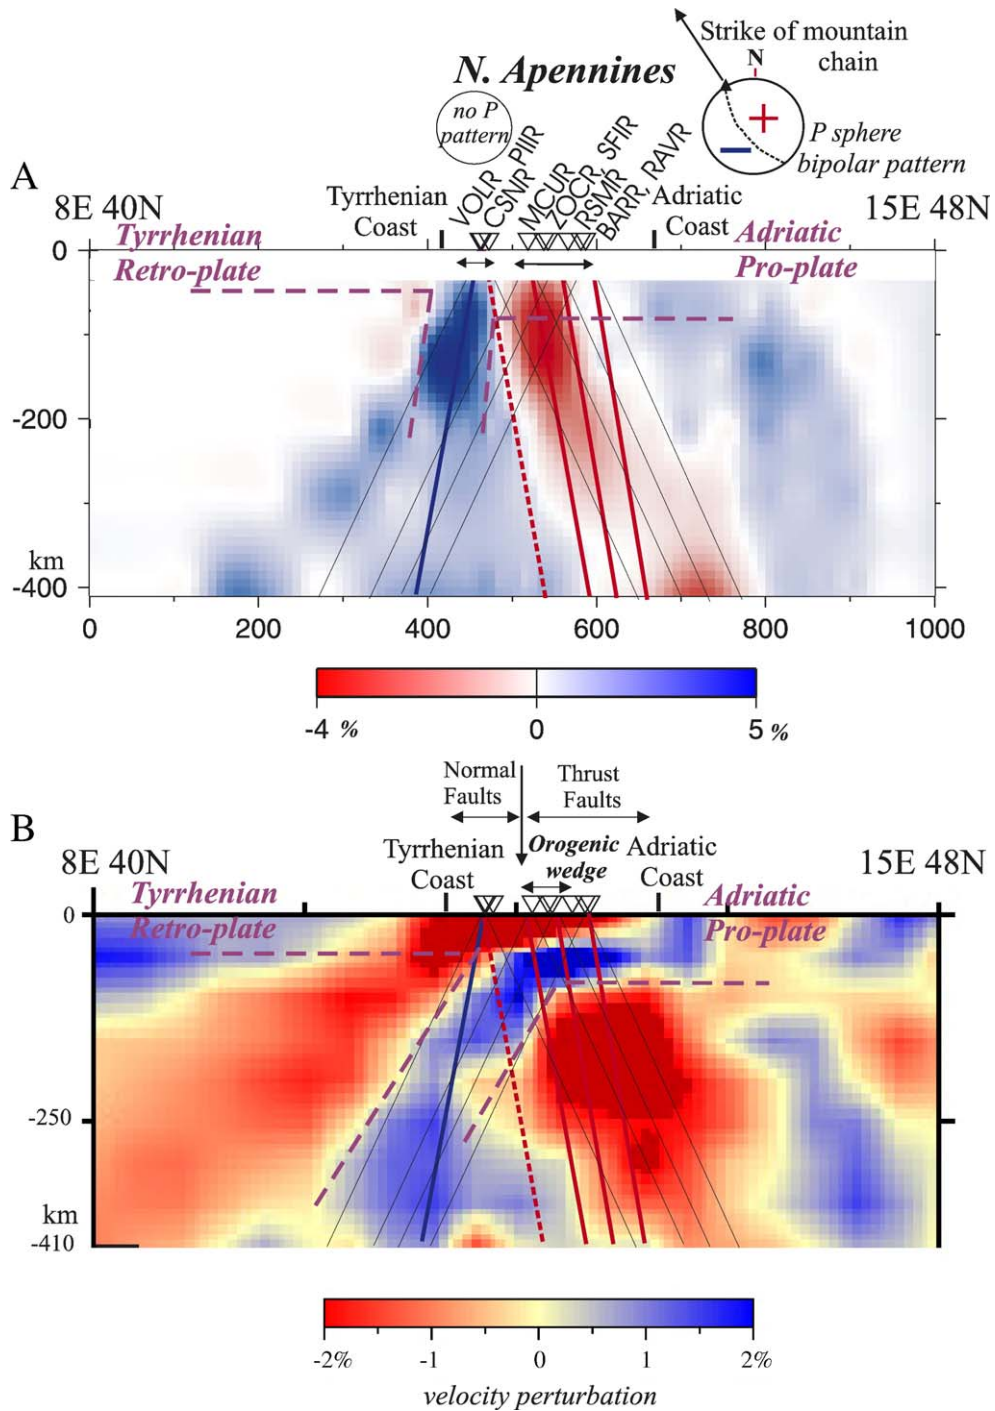 Strike of mountain
chain
N
N. Apennines
no P
pattern
P sphere
bipolar pattern
A
8E 40N
Tyrrhenian
Coast
VOLR
CSNR PIIR
MCUR
ZOCR, SFIR
RSMR
BARR, RAVR
Adriatic
Coast
15E 48N
Tyrrhenian
Retro-plate
Adriatic
Pro-plate
0
-200
km
-400
0 200 400 600 800 1000
-4 % 0 5 %
Normal
Faults
Thrust
Faults
B
8E 40N
Tyrrhenian
Coast
Orogenic
wedge
Adriatic
Coast
15E 48N
Tyrrhenian
Retro-plate
Adriatic
Pro-plate
0
-250
km
-410
-2% -1 0 1 2%
velocity perturbation